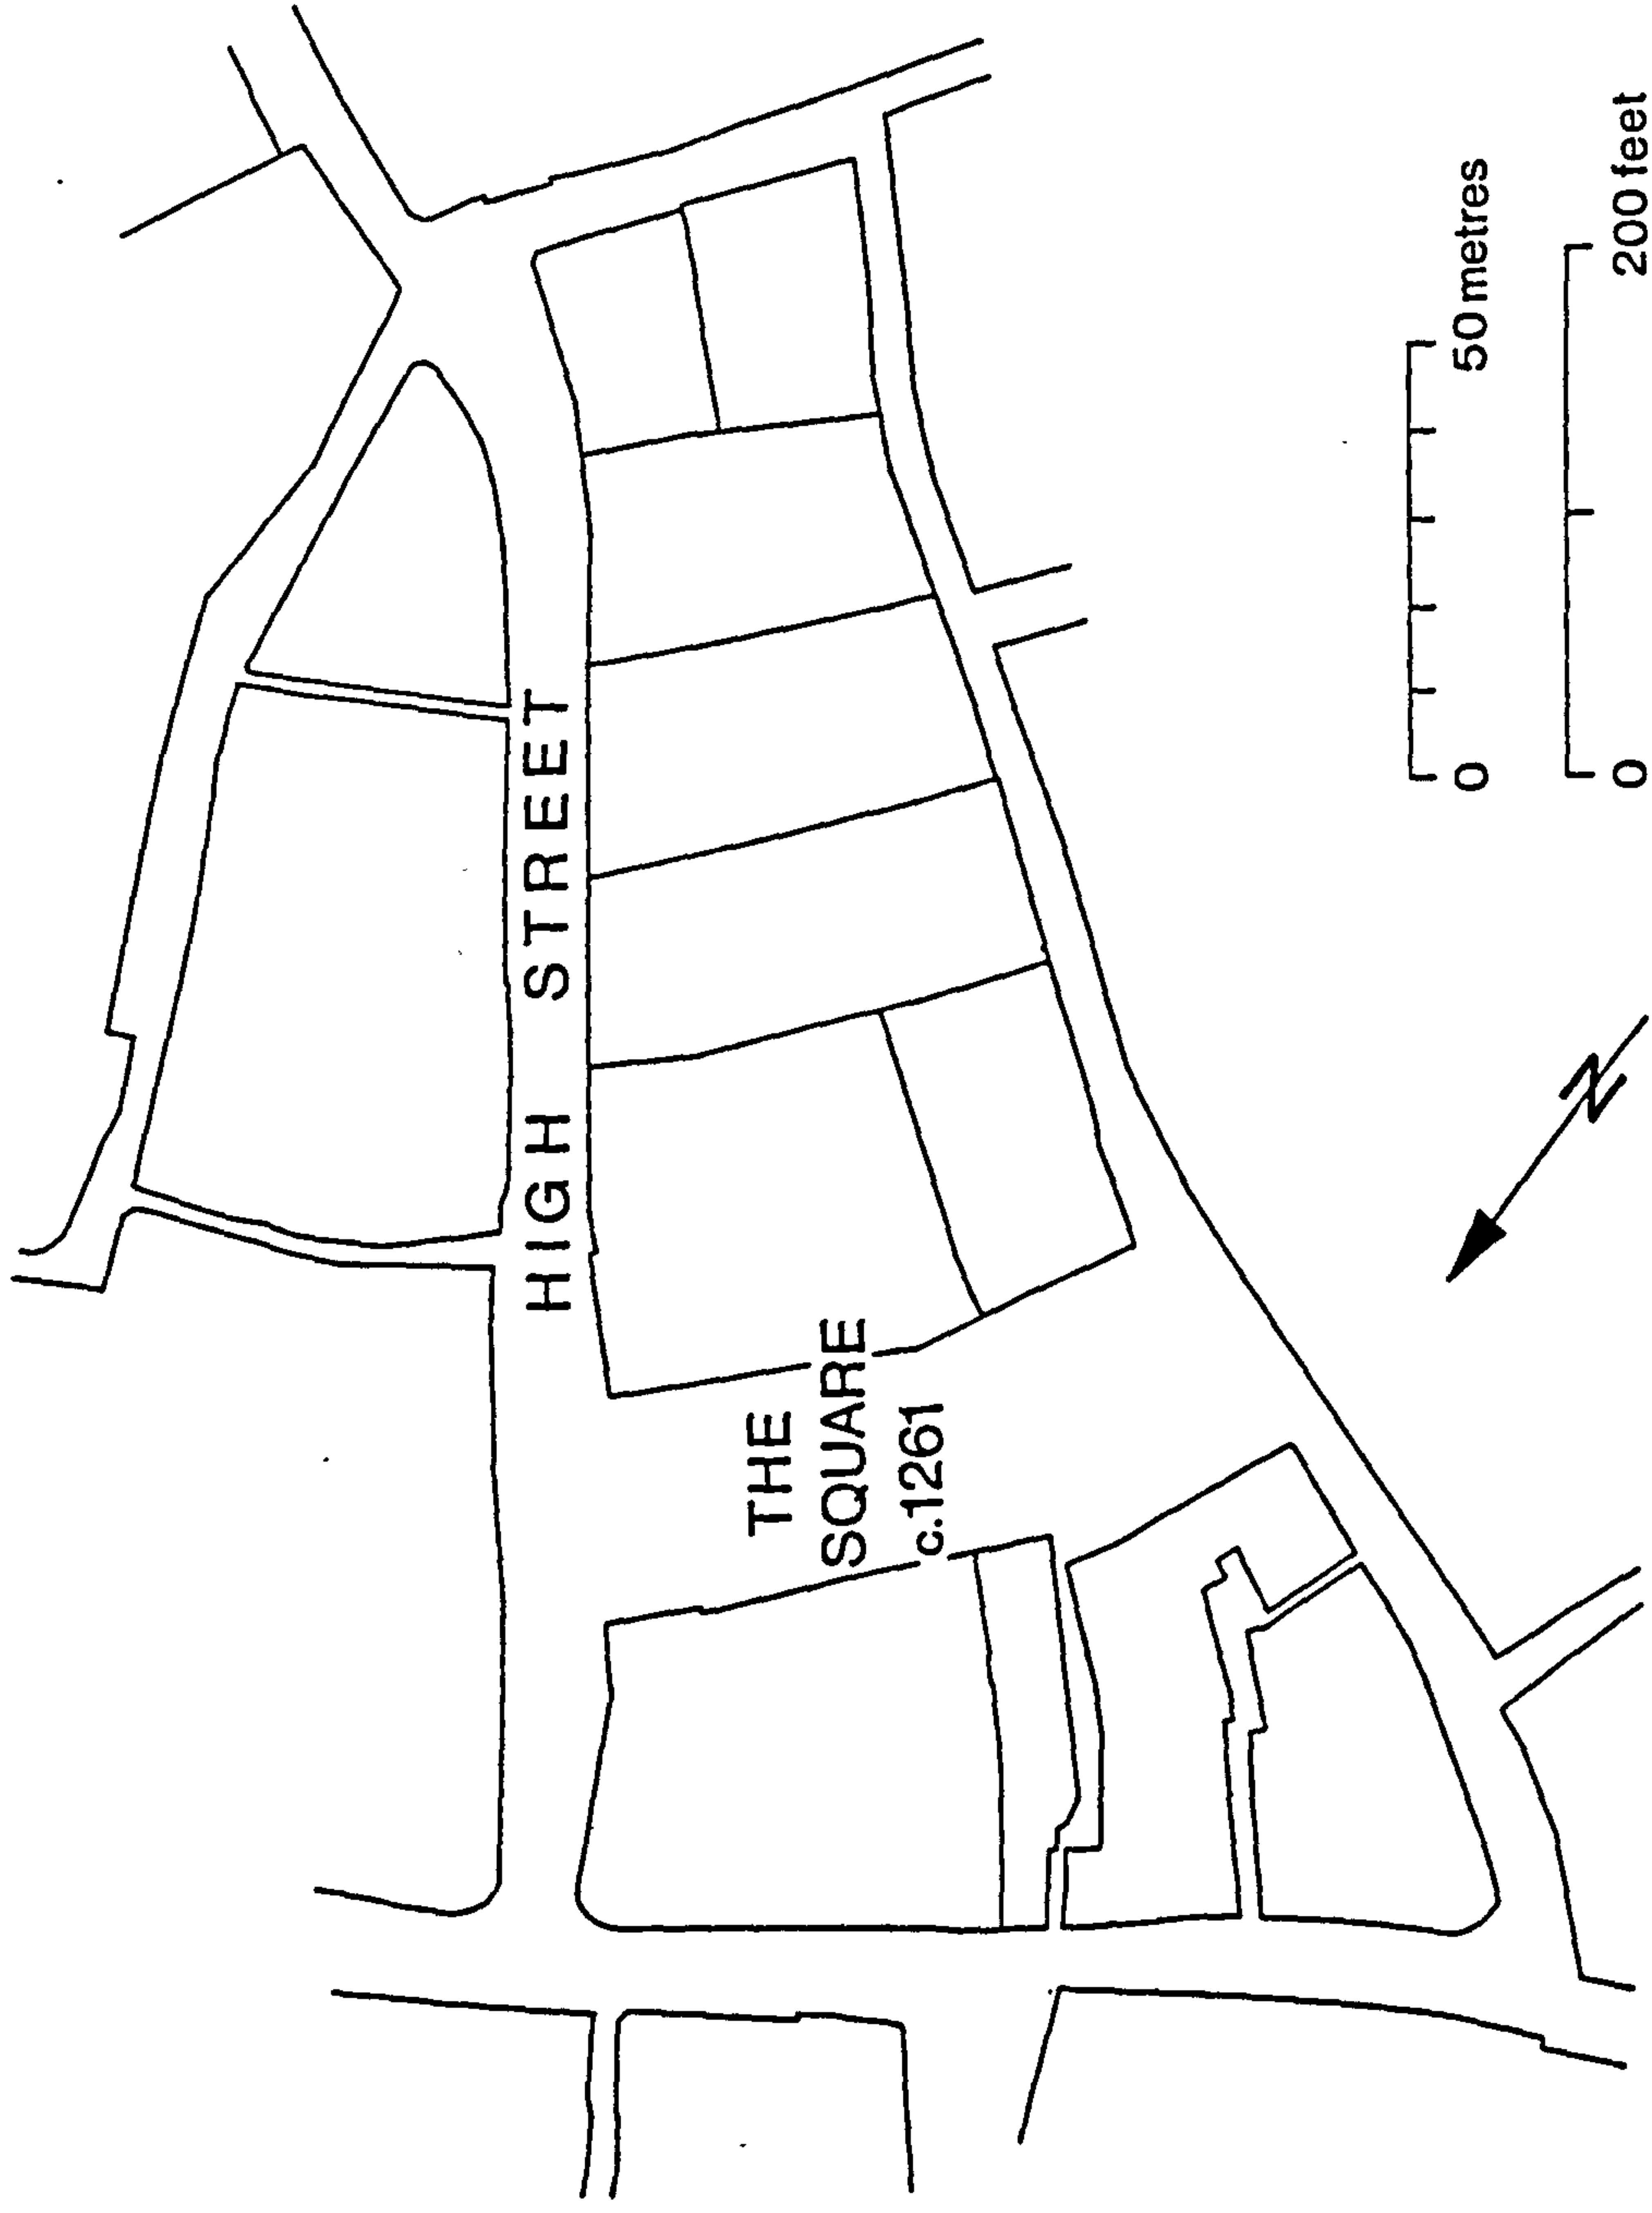 HIGH STREET
THE
SQUARE
c.1261
N
0 50 metres
0 200 feet